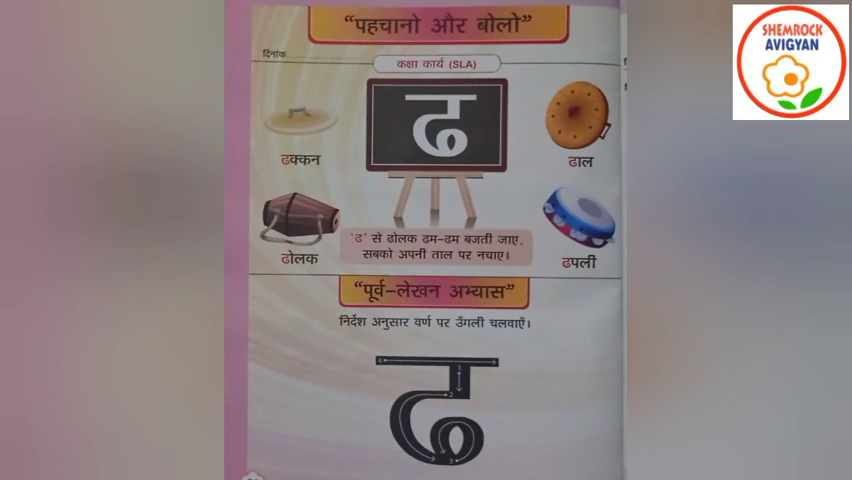 "पहचानो और बोलो"
दिनांक
कक्षा कार्य (SLA)
SHEMROCK
AVIGYAN
ढ
ढक्कन
ढाल
ढोलक
ढपली
'ढ' से ढोलक ढम-ढम बजती जाए,
सबको अपनी ताल पर नचाए।
"पूर्व-लेखन अभ्यास"
निर्देश अनुसार वर्ण पर उँगली चलवाएँ।
ढ